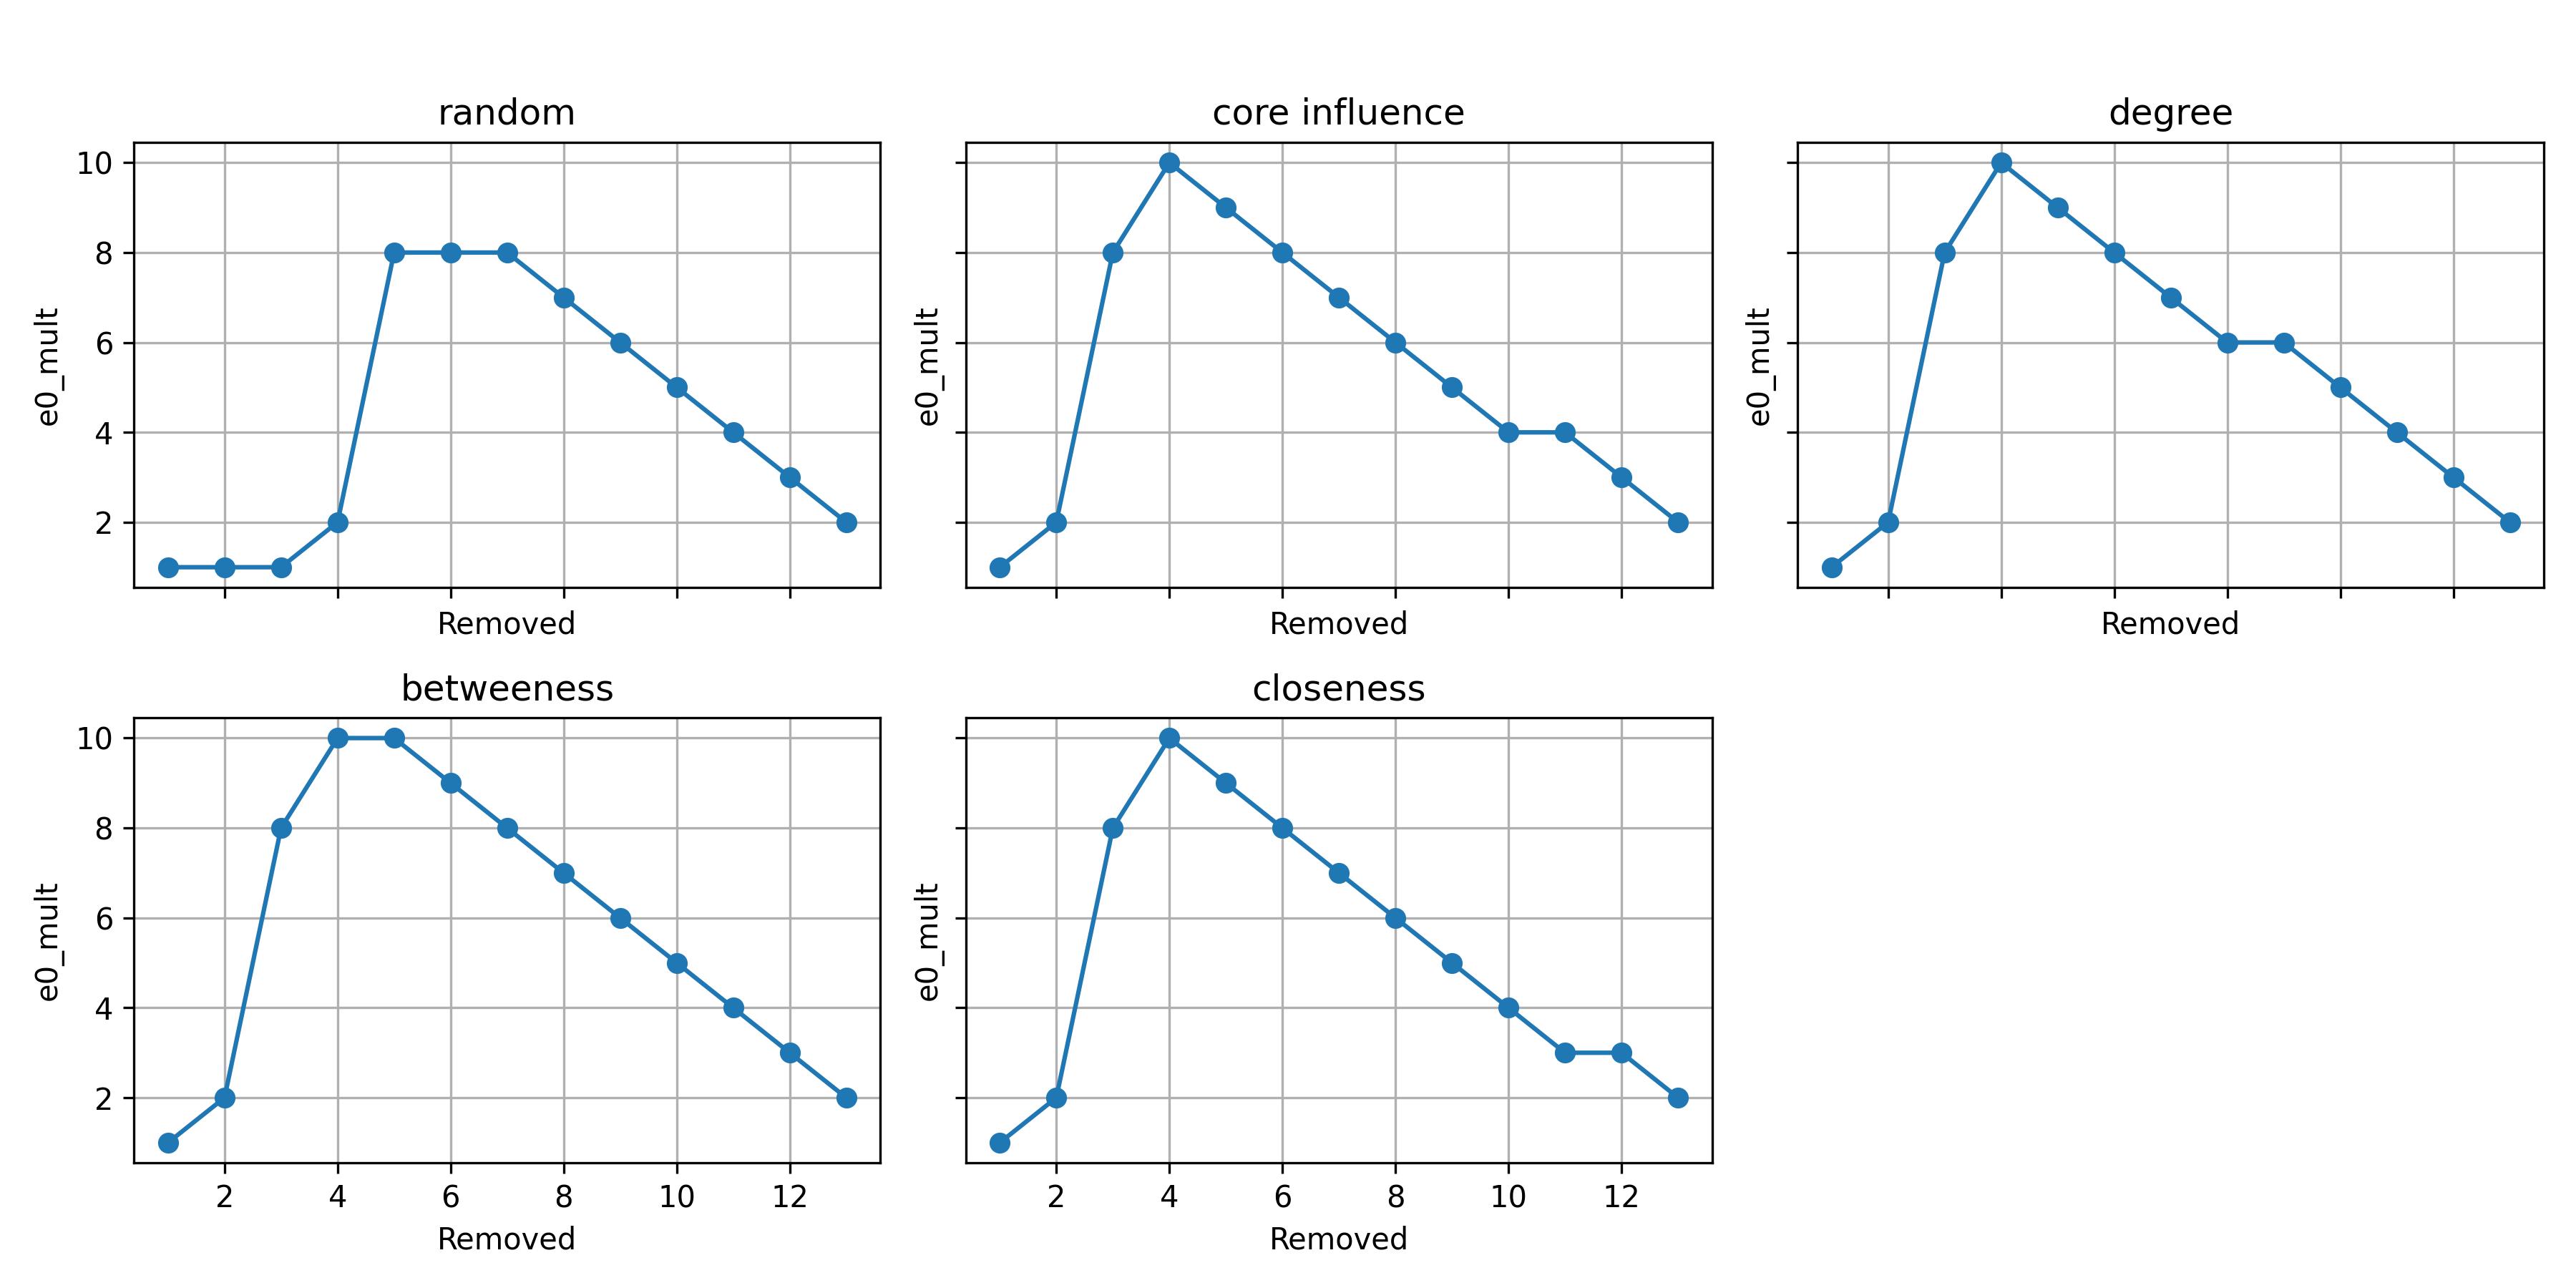 random
core influence
degree
10
8
6
4
2
e0_mult
e0_mult
e0_mult
Removed
Removed
Removed
betweeness
closeness
10
8
6
4
2
e0_mult
e0_mult
2 4 6 8 10 12
2 4 6 8 10 12
Removed
Removed